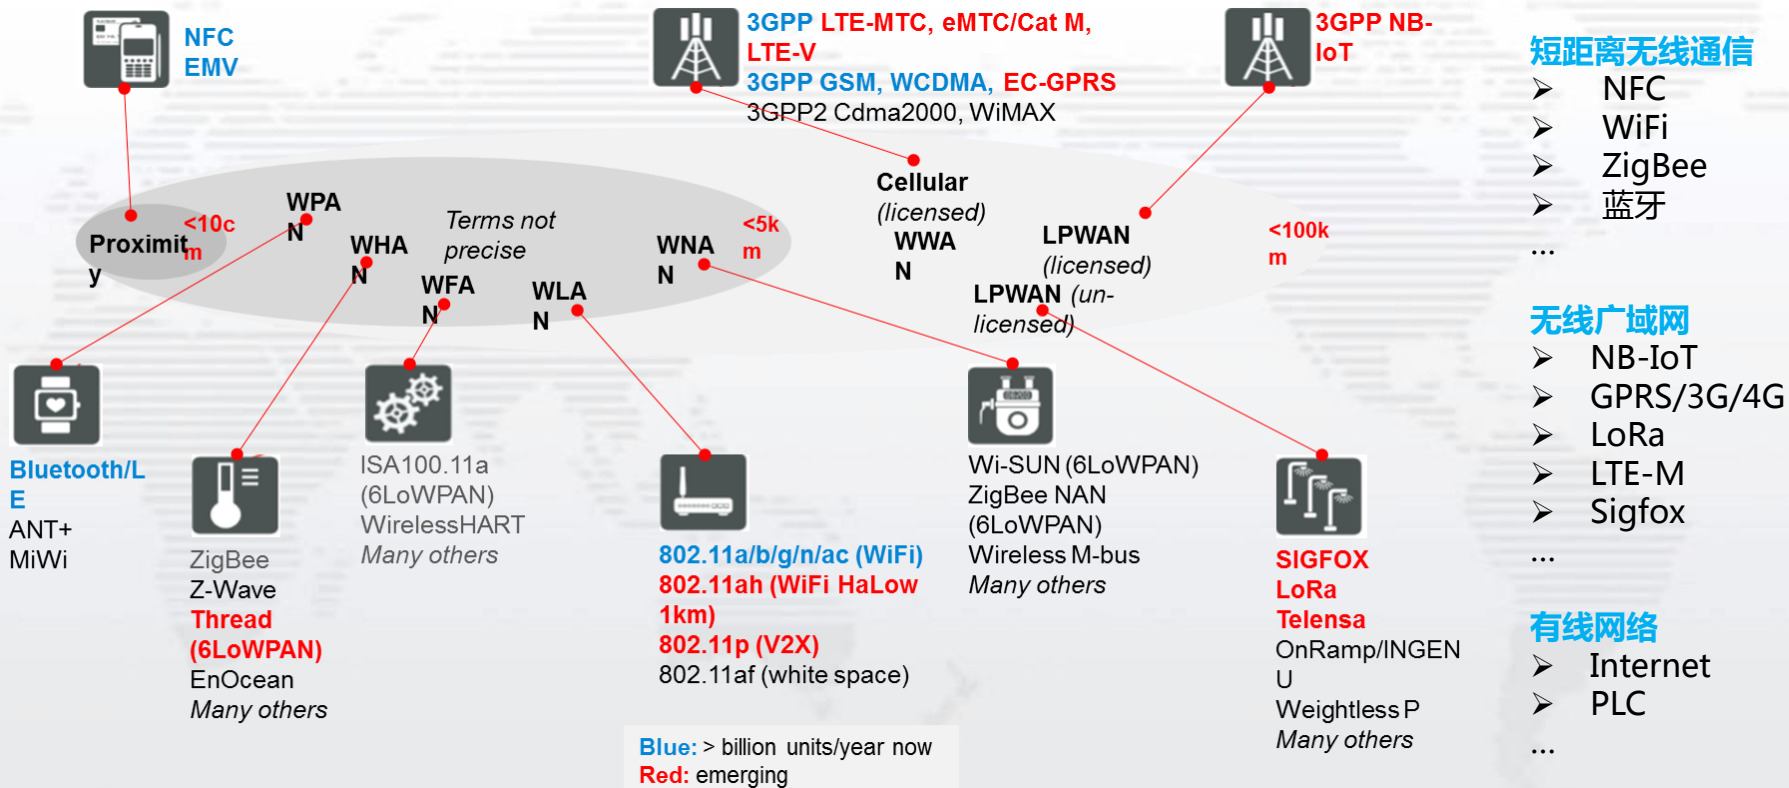 NFC
EMV
3GPP LTE-MTC, eMTC/Cat M,
LTE-V
3GPP GSM, WCDMA, EC-GPRS
3GPP2 Cdma2000, WiMAX
3GPP NB-
IoT
Proximit
y
<10c
m
WPA
N
WHA
N
Terms not
precise
WFA
N
WLA
N
WNA
N
<5k
m
Cellular
(licensed)
WWA
N
LPWAN
(licensed)
LPWAN (un-
licensed)
<100k
m
Bluetooth/L
E
ANT+
MiWi
ZigBee
Z-Wave
Thread
(6LoWPAN)
EnOcean
Many others
ISA100.11a
(6LoWPAN)
WirelessHART
Many others
802.11a/b/g/n/ac (WiFi)
802.11ah (WiFi HaLow
1km)
802.11p (V2X)
802.11af (white space)
Wi-SUN (6LoWPAN)
ZigBee NAN
(6LoWPAN)
Wireless M-bus
Many others
SIGFOX
LoRa
Telensa
OnRamp/INGEN
U
Weightless P
Many others
Blue: > billion units/year now
Red: emerging
短距离无线通信
➢ NFC
➢ WiFi
➢ ZigBee
➢ 蓝牙
...
无线广域网
➢ NB-IoT
➢ GPRS/3G/4G
➢ LoRa
➢ LTE-M
➢ Sigfox
...
有线网络
➢ Internet
➢ PLC
...